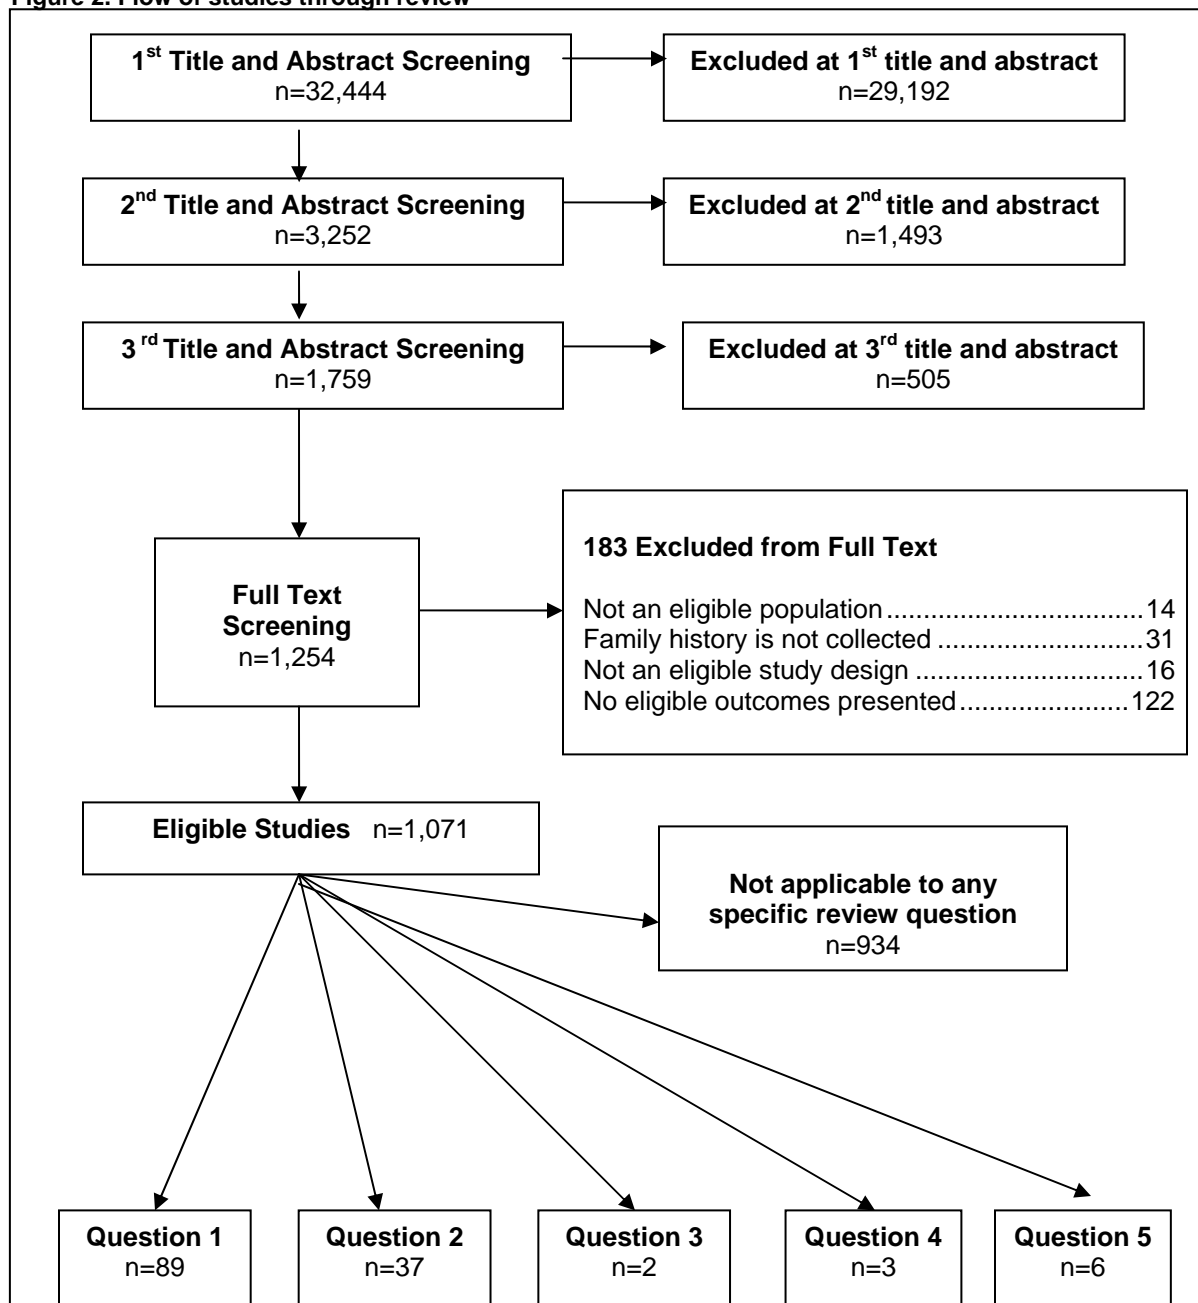 Figure 2. Flow of studies through review
1st Title and Abstract Screening
n=32,444
Excluded at 1st title and abstract
n=29,192
2nd Title and Abstract Screening
n=3,252
Excluded at 2nd title and abstract
n=1,493
3 rd Title and Abstract Screening
n=1,759
Excluded at 3rd title and abstract
n=505
Full Text
Screening
n=1,254
183 Excluded from Full Text
Not an eligible population...................................14
Family history is not collected ............................31
Not an eligible study design ...............................16
No eligible outcomes presented.......................122
Eligible Studies n=1,071
Not applicable to any
specific review question
n=934
Question 1
n=89
Question 2
n=37
Question 3
n=2
Question 4
n=3
Question 5
n=6